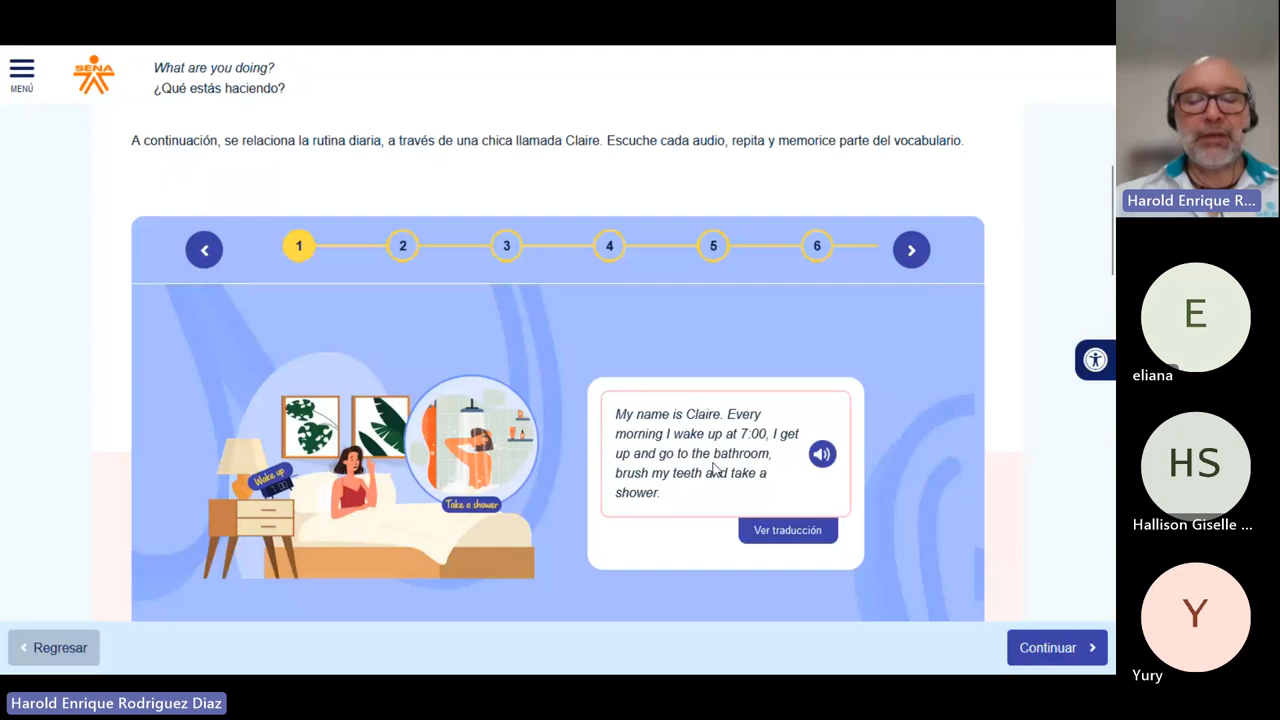 MENÚ
SENA
What are you doing?
¿Qué estás haciendo?
A continuación, se relaciona la rutina diaria, a través de una chica llamada Claire. Escuche cada audio, repita y memorice parte del vocabulario.
1 2 3 4 5 6
Wake up
7:00
Take a shower
My name is Claire. Every
morning I wake up at 7:00, I get
up and go to the bathroom,
brush my teeth and take a
shower.
Ver traducción
Regresar
Continuar
Harold Enrique Rodriguez Diaz
Harold Enrique R...
E
eliana
HS
Hallison Giselle ...
Y
Yury